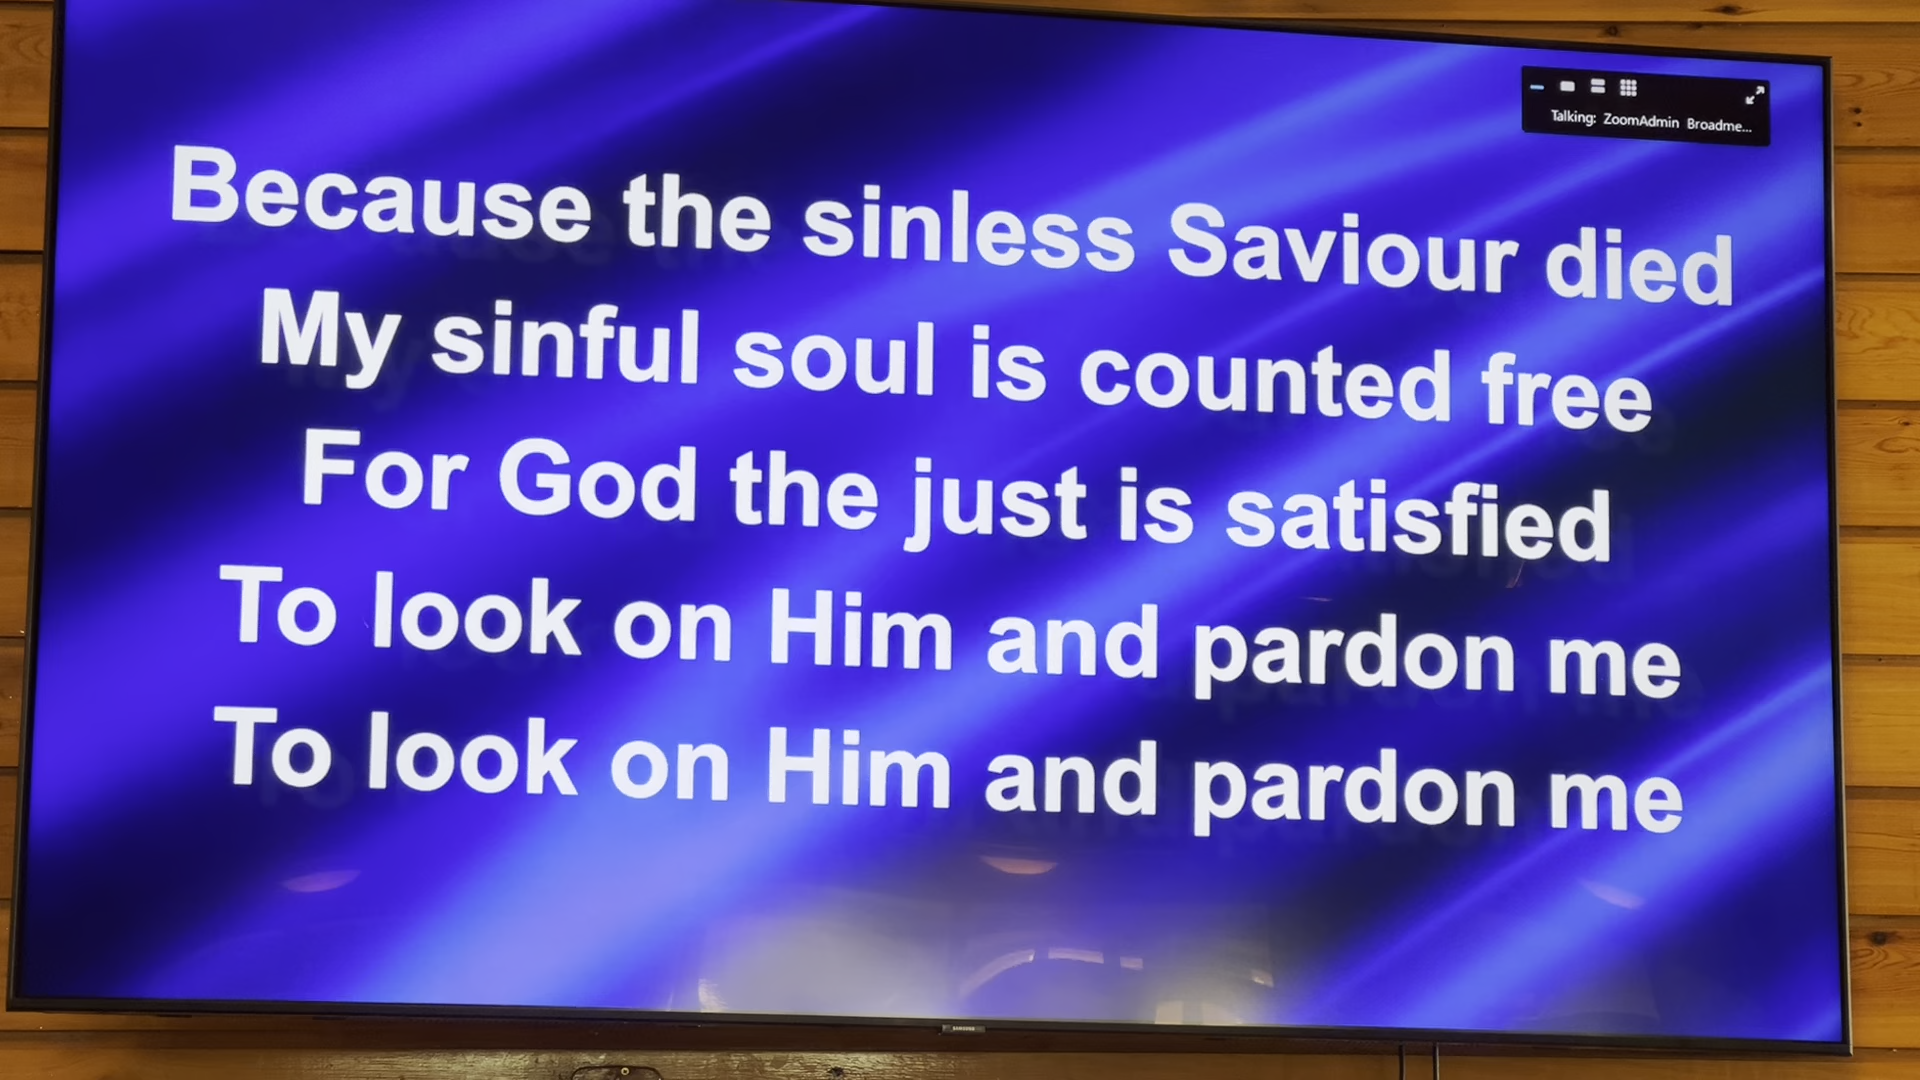 Talking: ZoomAdmin Broadme...
Because the sinless Saviour died
My sinful soul is counted free
For God the just is satisfied
To look on Him and pardon me
To look on Him and pardon me
SAMSUNG